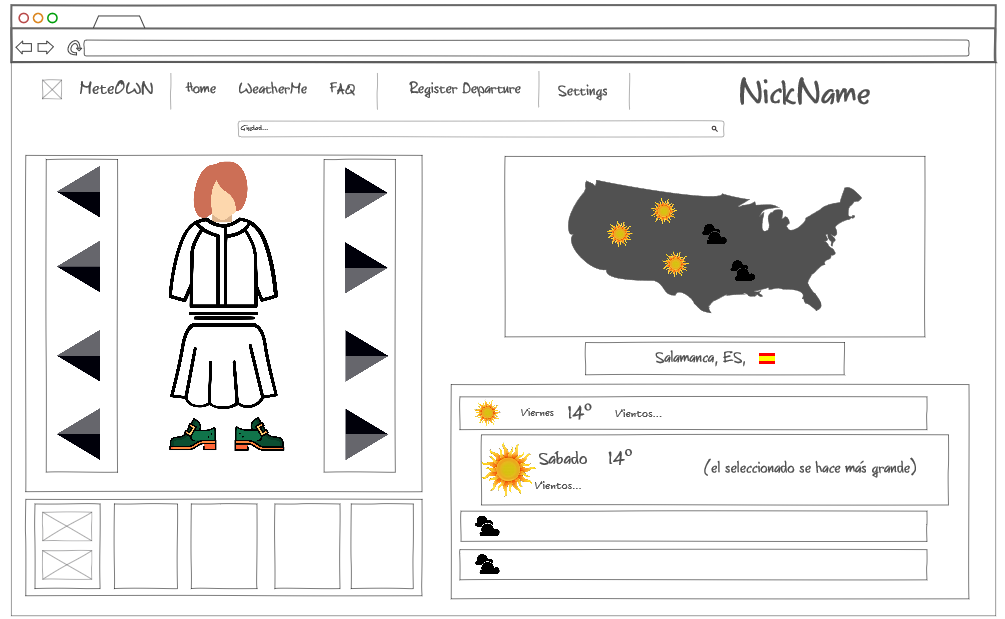 MeteOWN Home WeatherMe FAQ Register Departure Settings NickName
Ciudad...
Salamanca, ES,
Viernes 14º Vientos...
Sabado 14º
(el seleccionado se hace más grande)
Vientos...